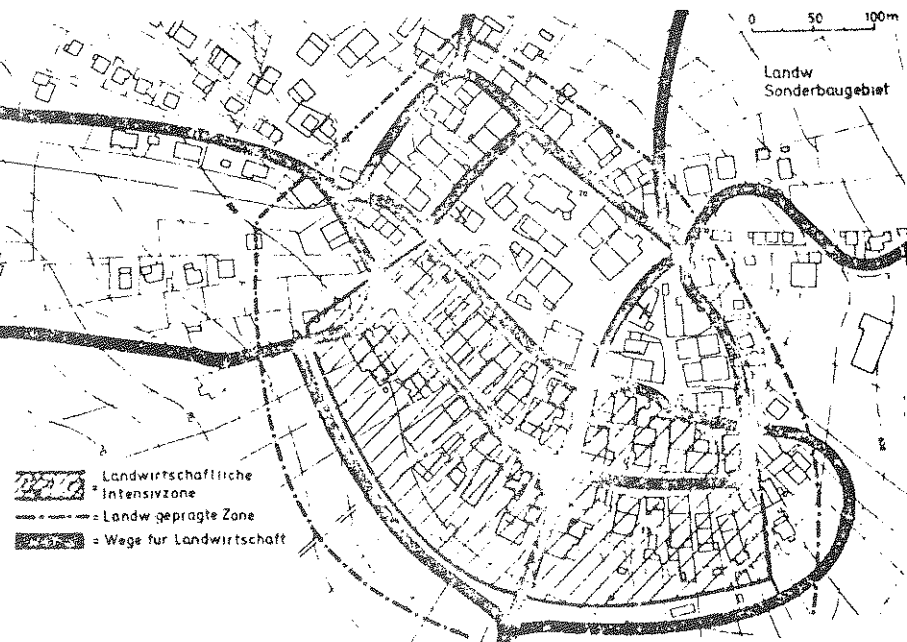 0 50 100m
Landw
Sonderbaugebiet
= Landwirtschaftliche
Intensivzone
= Landw geprägte Zone
= Wege für Landwirtschaft